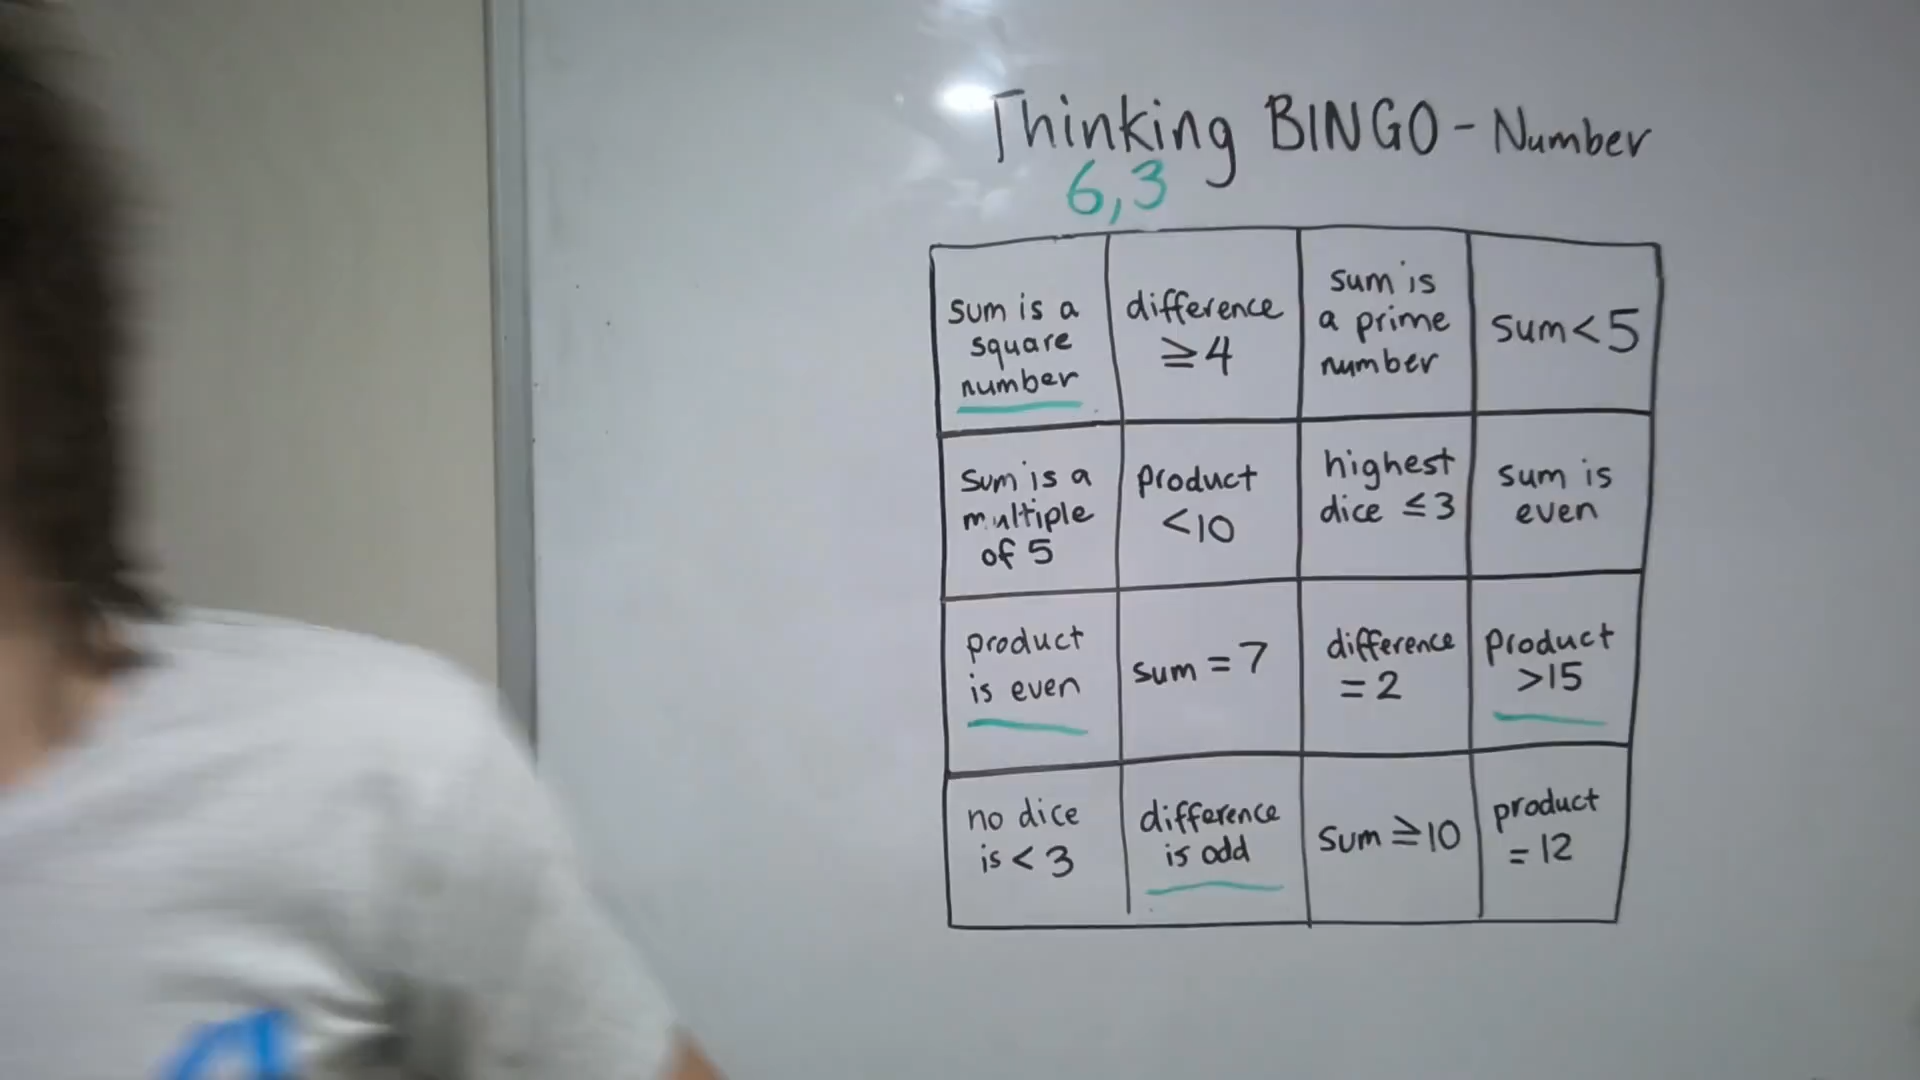 Thinking BINGO - Number
6,3
sum is a
square
number
difference
≥4
sum is
a prime
number
sum<5
sum is a
multiple
of 5
product
<10
highest
dice ≤3
sum is
even
product
is even
sum = 7
difference
= 2
product
>15
no dice
is < 3
difference
is odd
sum ≥10
product
= 12